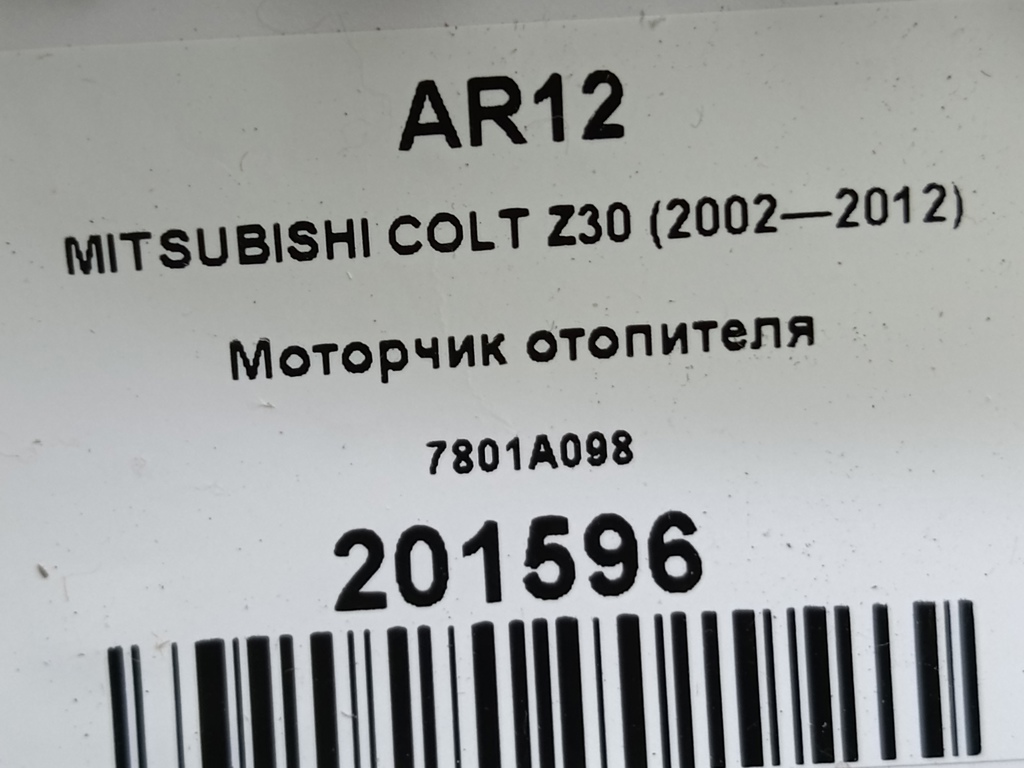 AR12
MITSUBISHI COLT Z30 (2002—2012)
Моторчик отопителя
7801A098
201596